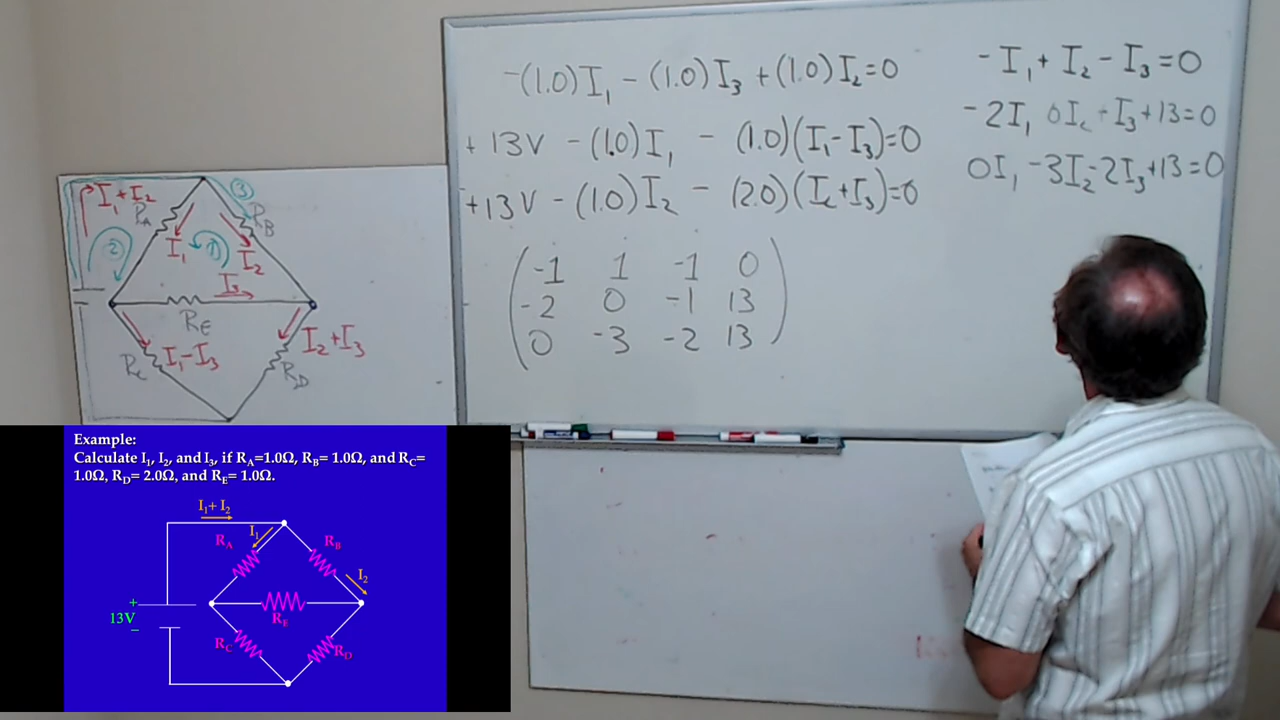 -(1.0)I₁ - (1.0)I₃ + (1.0)I₂ = 0
+ 13V - (1.0)I₁ - (1.0)(I₁-I₃)=0
+13V - (1.0)I₂ - (2.0)(I₂+I₃)=0
-1 1 -1 0
-2 0 -1 13
0 -3 -2 13
-I₁ + I₂ - I₃ = 0
-2I₁ 0I₂ + I₃ + 13 = 0
0I₁ -3I₂ -2I₃ +13 = 0
I₁ + I₂
③
R_A
R_B
②
I₁
①
I₂
I₃
R_E
I₂+I₃
R_C
I₁-I₃
R_D
Example:
Calculate I₁, I₂, and I₃, if R_A=1.0Ω, R_B= 1.0Ω, and R_C=
1.0Ω, R_D= 2.0Ω, and R_E= 1.0Ω.
I₁+ I₂
I₁
R_A
R_B
I₂
+
13V
−
R_E
R_C
R_D